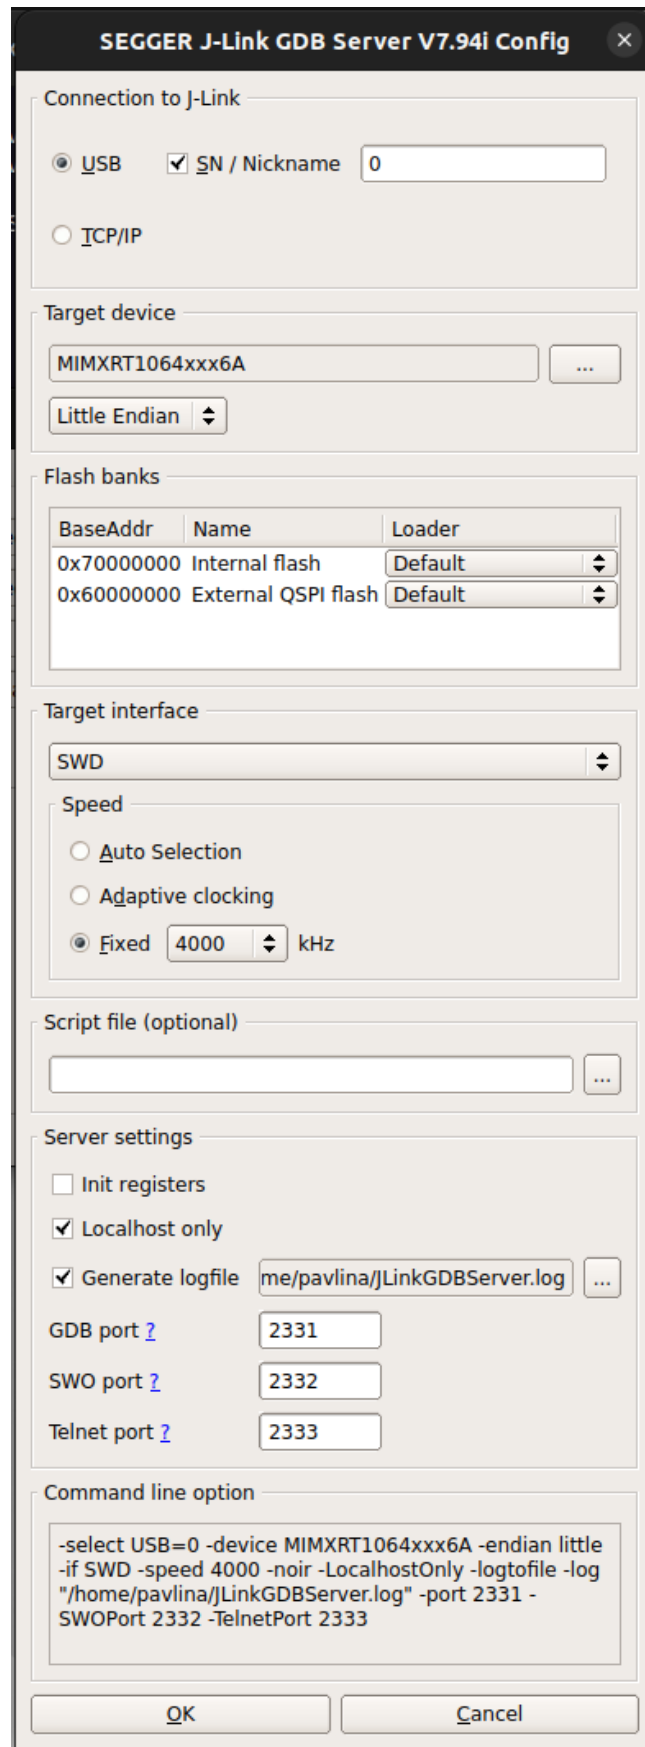 SEGGER J-Link GDB Server V7.94i Config
Connection to J-Link
USB SN / Nickname 0
TCP/IP
Target device
MIMXRT1064xxx6A ...
Little Endian
Flash banks
BaseAddr Name Loader
0x70000000 Internal flash Default
0x60000000 External QSPI flash Default
Target interface
SWD
Speed
Auto Selection
Adaptive clocking
Fixed 4000 kHz
Script file (optional)
...
Server settings
Init registers
Localhost only
Generate logfile me/pavlina/JLinkGDBServer.log ...
GDB port ? 2331
SWO port ? 2332
Telnet port ? 2333
Command line option
-select USB=0 -device MIMXRT1064xxx6A -endian little
-if SWD -speed 4000 -noir -LocalhostOnly -logtofile -log
"/home/pavlina/JLinkGDBServer.log" -port 2331 -
SWOPort 2332 -TelnetPort 2333
OK Cancel